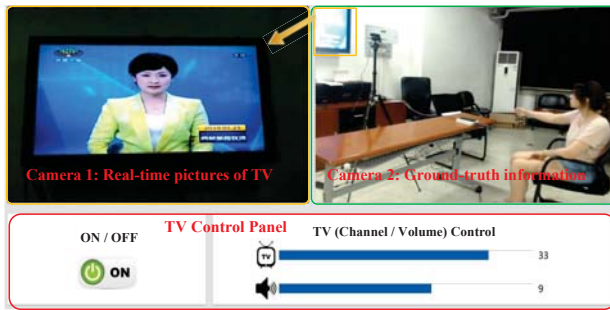 Camera 1: Real-time pictures of TV
Camera 2: Ground-truth information
TV Control Panel
ON / OFF
TV (Channel / Volume) Control
ON
TV
33
9